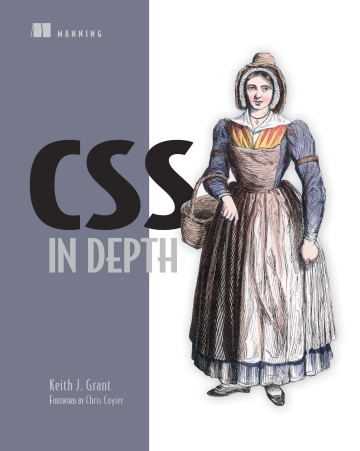 MANNING
CSS
IN DEPTH
Keith J. Grant
FOREWORD BY Chris Coyier